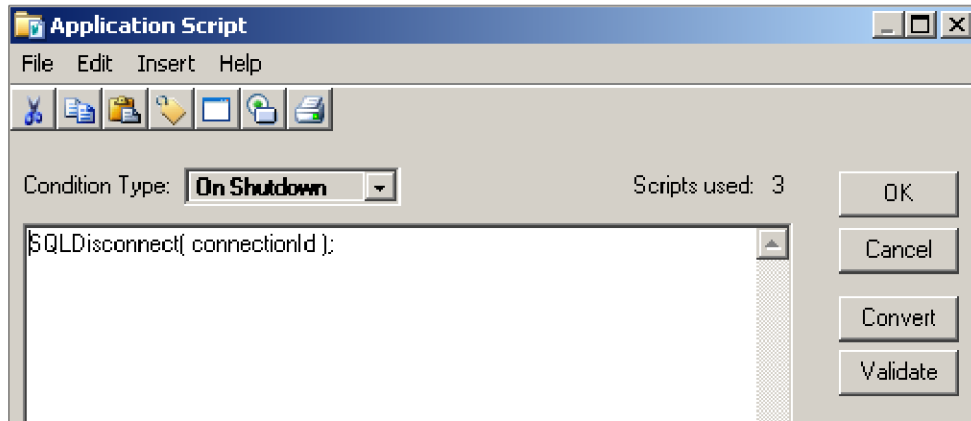 Application Script
File Edit Insert Help
Condition Type: On Shutdown Scripts used: 3
OK
SQLDisconnect( connectionId );
Cancel
Convert
Validate